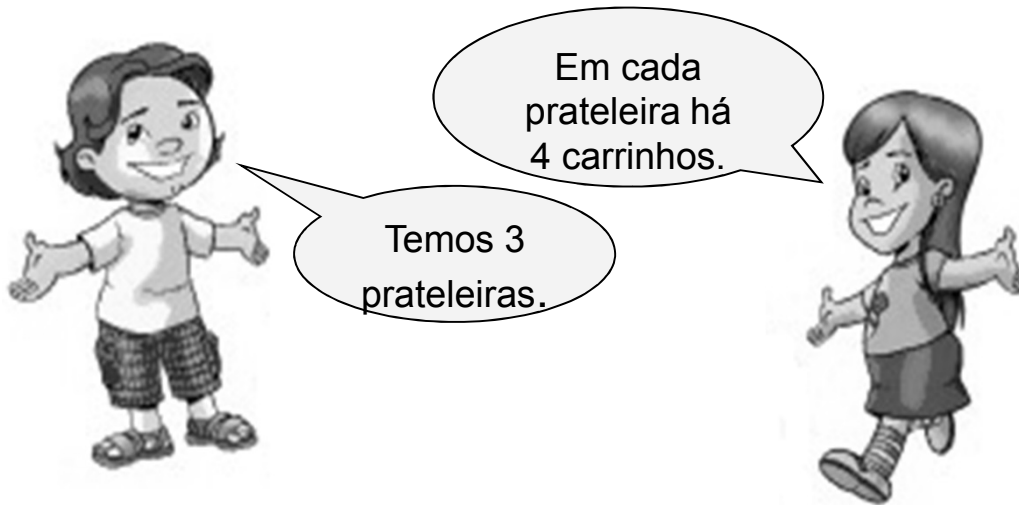 Em cada
prateleira há
4 carrinhos.
Temos 3
prateleiras.